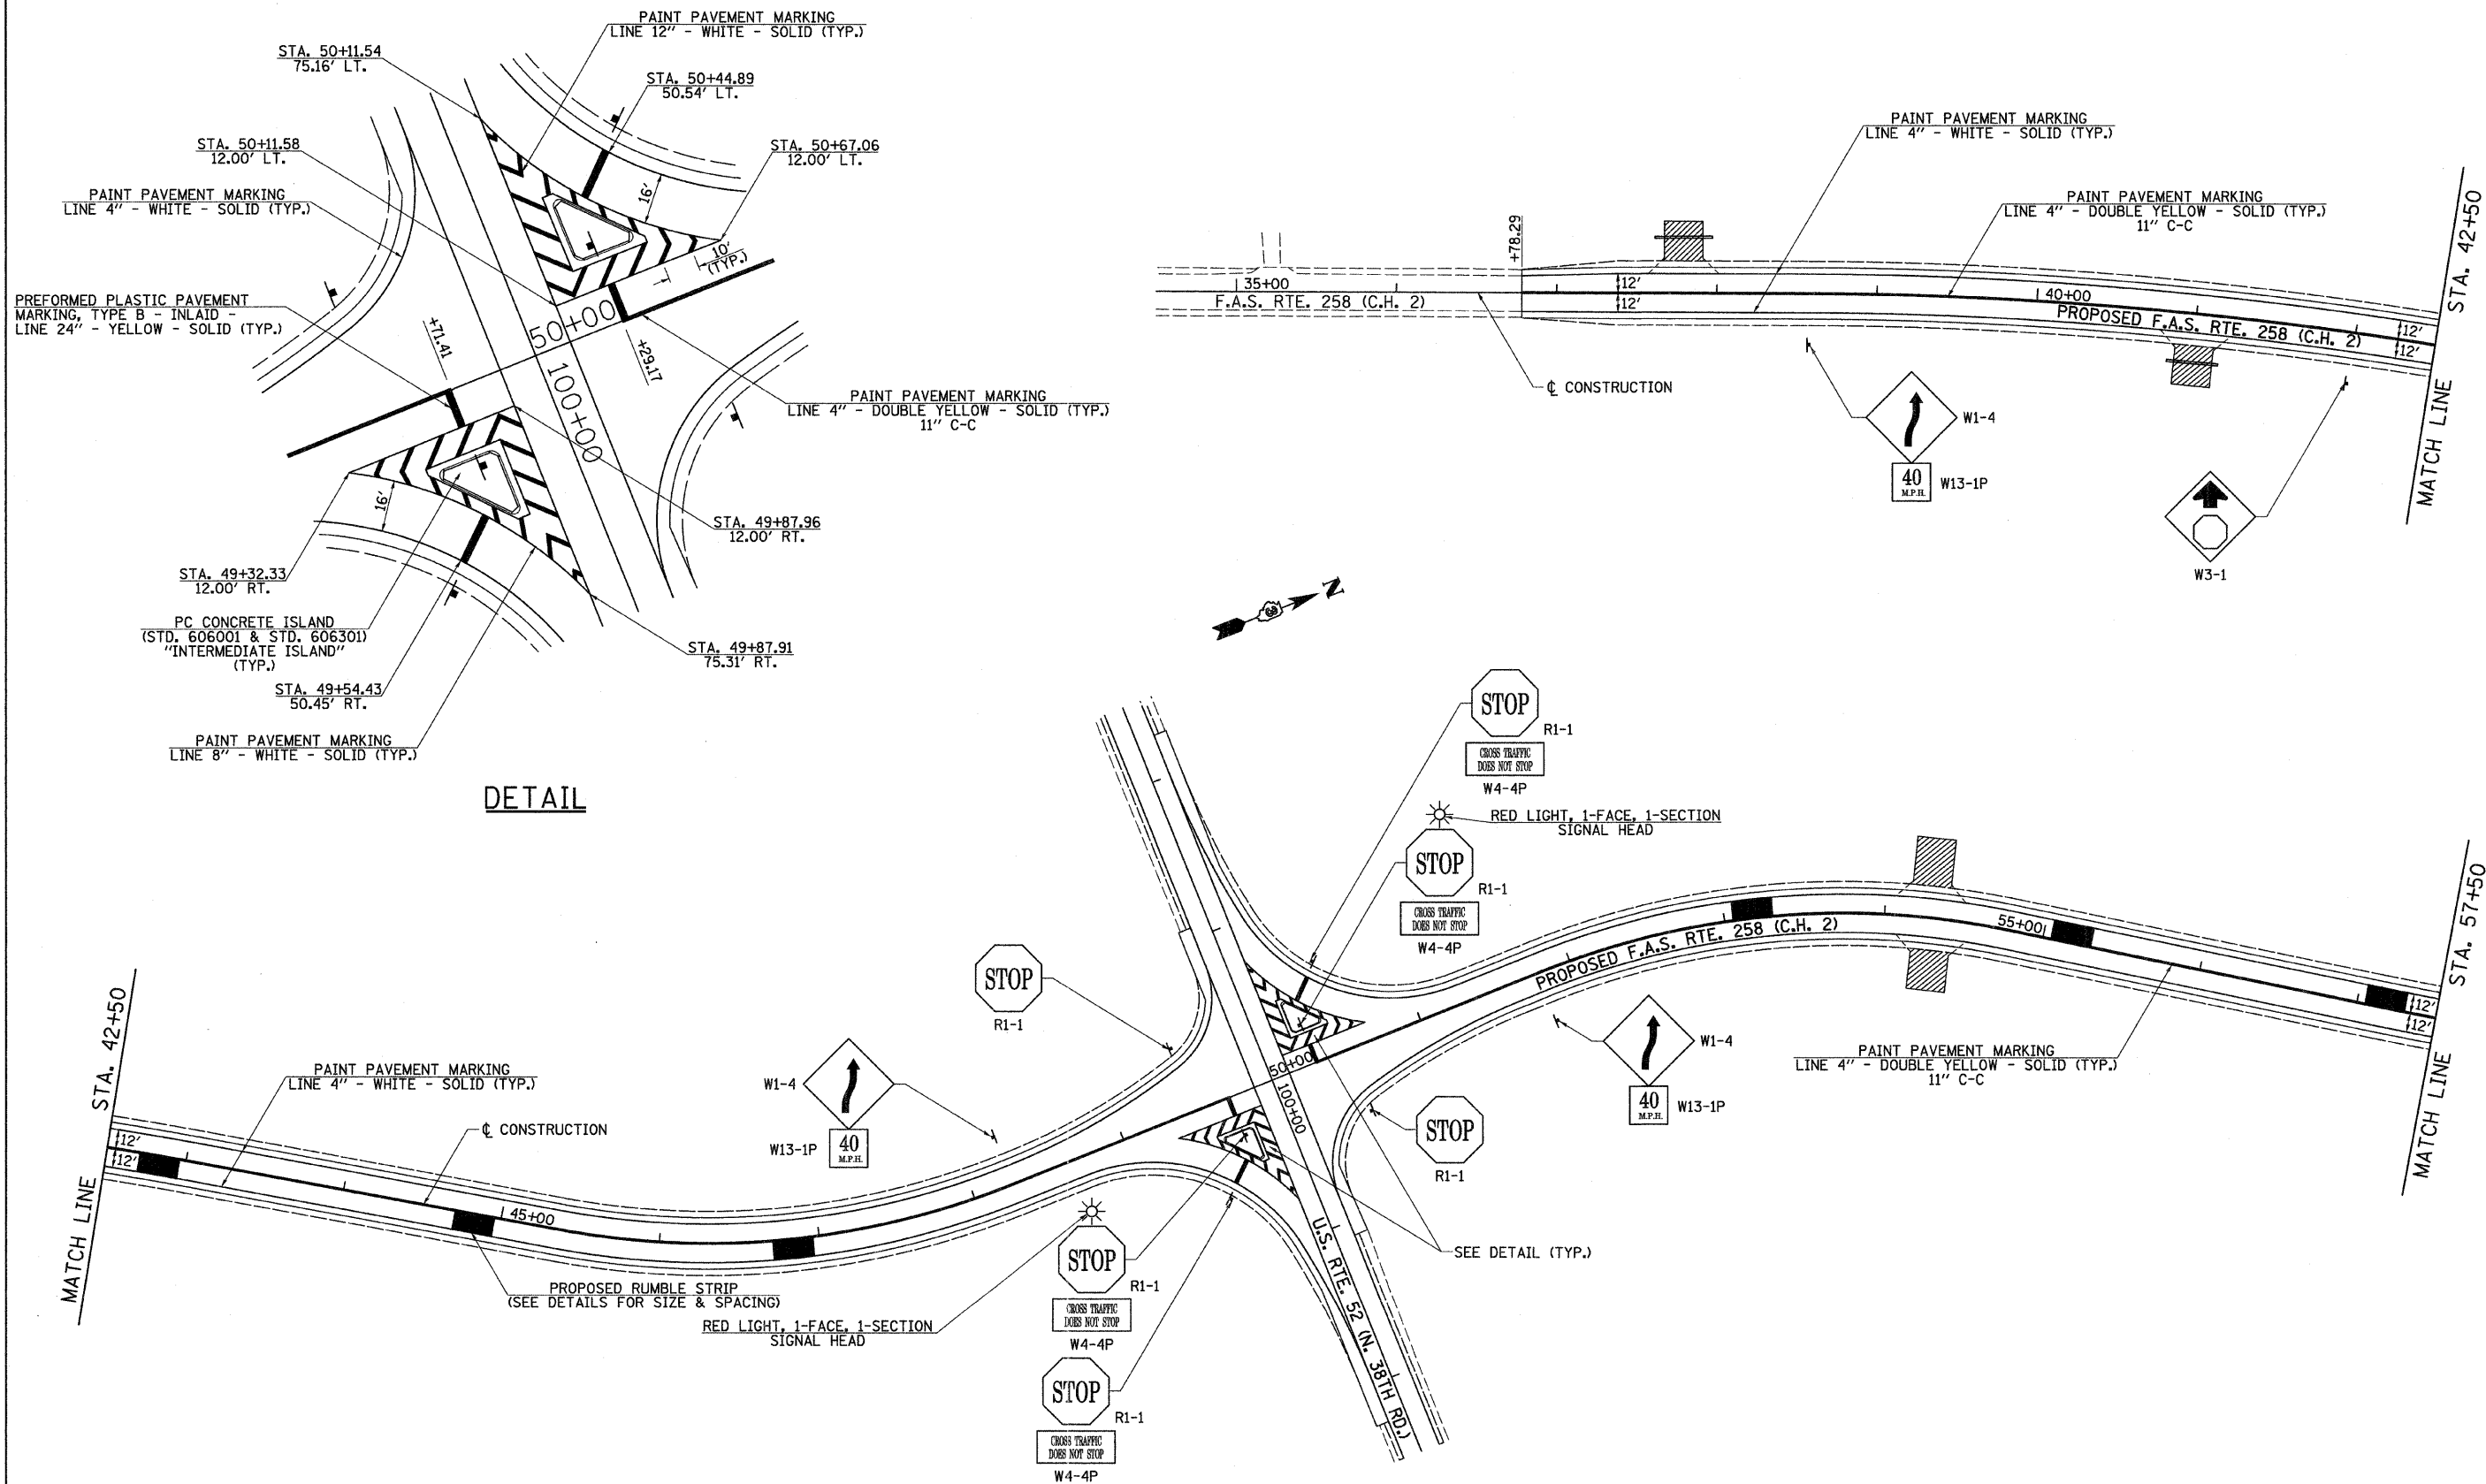 PAINT PAVEMENT MARKING
LINE 12" - WHITE - SOLID (TYP.)
STA. 50+11.54
75.16' LT.
STA. 50+44.89
50.54' LT.
STA. 50+11.58
12.00' LT.
STA. 50+67.06
12.00' LT.
PAINT PAVEMENT MARKING
LINE 4" - WHITE - SOLID (TYP.)
16'
10'
(TYP.)
PREFORMED PLASTIC PAVEMENT
MARKING, TYPE B - INLAID -
LINE 24" - YELLOW - SOLID (TYP.)
+71.41
50+00
+29.17
100+00
PAINT PAVEMENT MARKING
LINE 4" - DOUBLE YELLOW - SOLID (TYP.)
11" C-C
16'
STA. 49+87.96
12.00' RT.
STA. 49+32.33
12.00' RT.
PC CONCRETE ISLAND
(STD. 606001 & STD. 606301)
"INTERMEDIATE ISLAND"
(TYP.)
STA. 49+87.91
75.31' RT.
STA. 49+54.43
50.45' RT.
PAINT PAVEMENT MARKING
LINE 8" - WHITE - SOLID (TYP.)
DETAIL
PAINT PAVEMENT MARKING
LINE 4" - WHITE - SOLID (TYP.)
PAINT PAVEMENT MARKING
LINE 4" - DOUBLE YELLOW - SOLID (TYP.)
11" C-C
+78.29
35+00
F.A.S. RTE. 258 (C.H. 2)
12'
12'
40+00
PROPOSED F.A.S. RTE. 258 (C.H. 2)
12'
12'
STA. 42+50
MATCH LINE
℄ CONSTRUCTION
W1-4
40
M.P.H.
W13-1P
W3-1
N
STOP
R1-1
CROSS TRAFFIC
DOES NOT STOP
W4-4P
RED LIGHT, 1-FACE, 1-SECTION
SIGNAL HEAD
STOP
R1-1
CROSS TRAFFIC
DOES NOT STOP
W4-4P
STOP
R1-1
PROPOSED F.A.S. RTE. 258 (C.H. 2)
55+00
STA. 57+50
MATCH LINE
12'
12'
STA. 42+50
MATCH LINE
12'
12'
PAINT PAVEMENT MARKING
LINE 4" - WHITE - SOLID (TYP.)
℄ CONSTRUCTION
W1-4
40
M.P.H.
W13-1P
50+00
100+00
W1-4
40
M.P.H.
W13-1P
PAINT PAVEMENT MARKING
LINE 4" - DOUBLE YELLOW - SOLID (TYP.)
11" C-C
STOP
R1-1
45+00
PROPOSED RUMBLE STRIP
(SEE DETAILS FOR SIZE & SPACING)
RED LIGHT, 1-FACE, 1-SECTION
SIGNAL HEAD
STOP
R1-1
CROSS TRAFFIC
DOES NOT STOP
W4-4P
STOP
R1-1
CROSS TRAFFIC
DOES NOT STOP
W4-4P
SEE DETAIL (TYP.)
U.S. RTE. 52 (N. 38TH RD.)